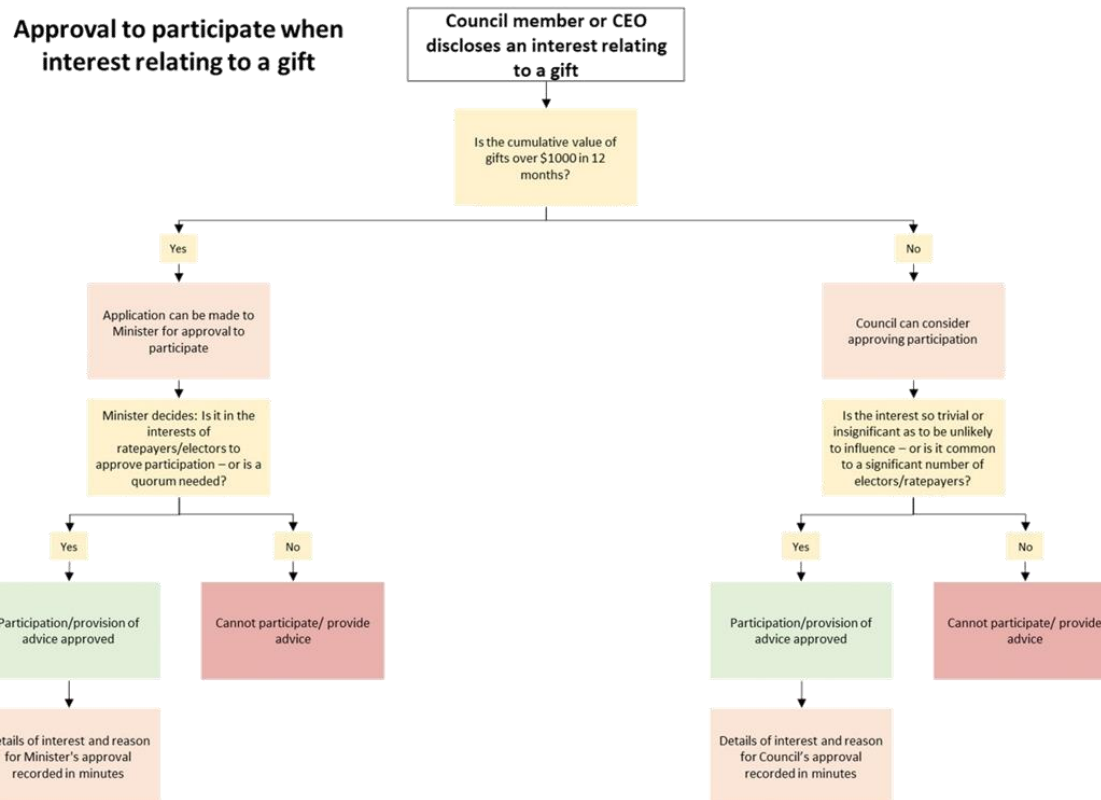 Approval to participate when
interest relating to a gift
Council member or CEO
discloses an interest relating
to a gift
Is the cumulative value of
gifts over $1000 in 12
months?
Yes
No
Application can be made to
Minister for approval to
participate
Council can consider
approving participation
Minister decides: Is it in the
interests of
ratepayers/electors to
approve participation – or is a
quorum needed?
Is the interest so trivial or
insignificant as to be unlikely
to influence – or is it common
to a significant number of
electors/ratepayers?
Yes
No
Yes
No
Participation/provision of
advice approved
Cannot participate/ provide
advice
Participation/provision of
advice approved
Cannot participate/ provide
advice
etails of interest and reason
for Minister's approval
recorded in minutes
Details of interest and reason
for Council's approval
recorded in minutes